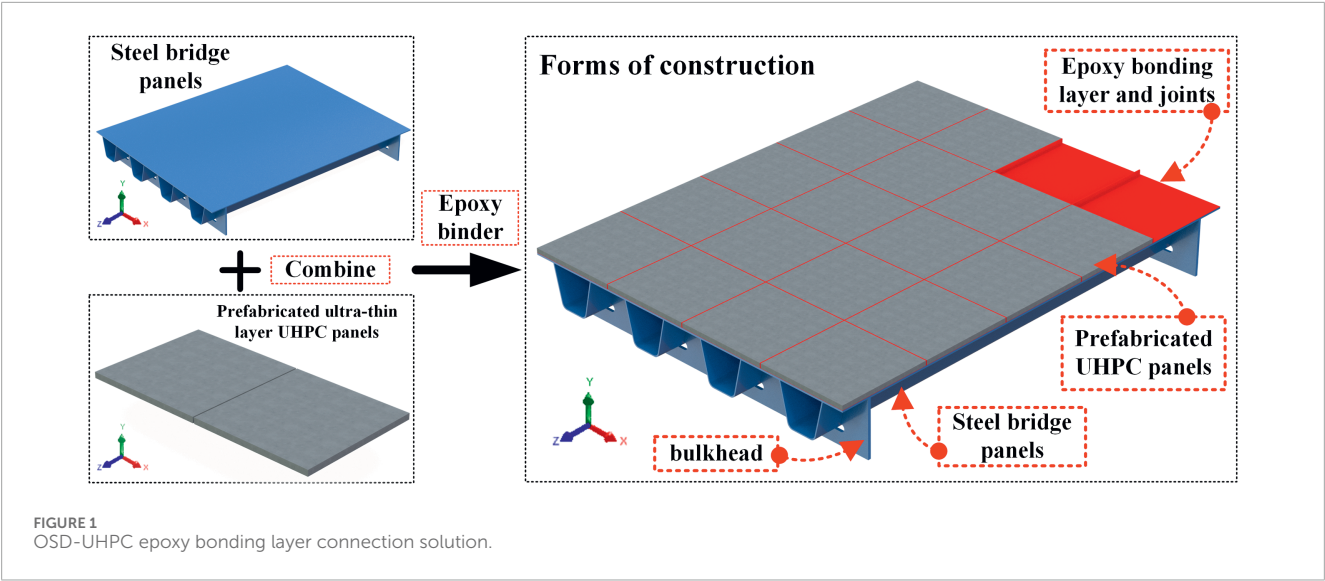 Steel bridge
panels
Y
Z
X
Combine
Prefabricated ultra-thin
layer UHPC panels
Y
Z
X
Epoxy
binder
Forms of construction
Epoxy bonding
layer and joints
Prefabricated
UHPC panels
Steel bridge
panels
bulkhead
Y
Z
X
FIGURE 1
OSD-UHPC epoxy bonding layer connection solution.